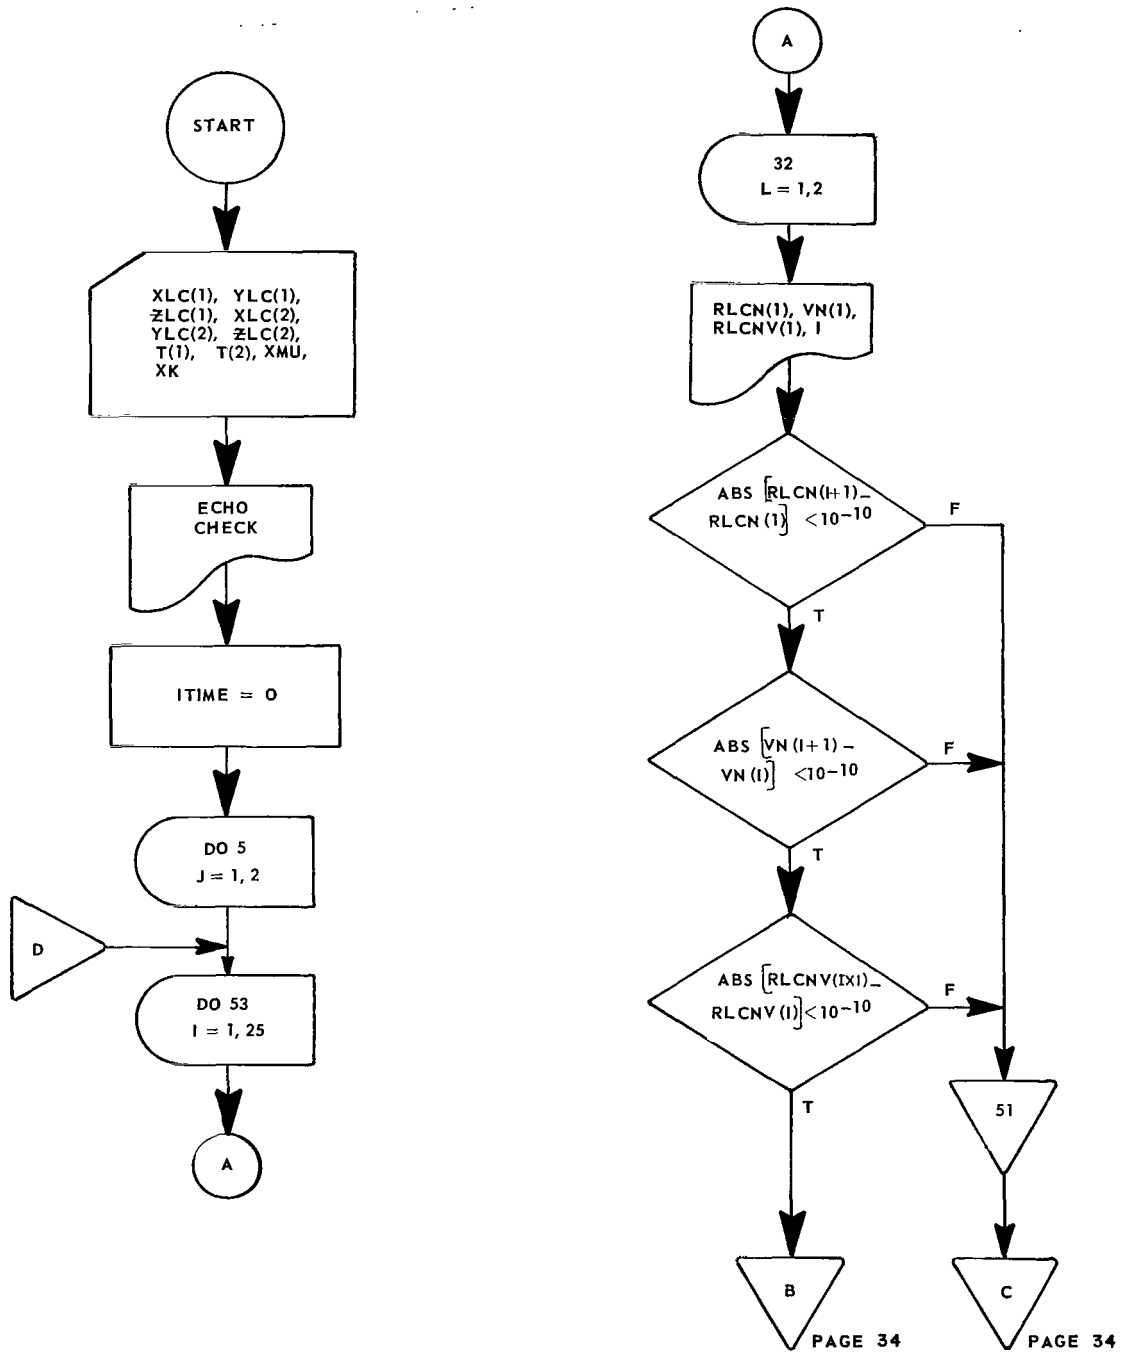 START
XLC(1), YLC(1),
ZLC(1), XLC(2),
YLC(2), ZLC(2),
T(1), T(2), XMU,
XK
ECHO
CHECK
ITIME = 0
DO 5
J = 1, 2
D
DO 53
I = 1, 25
A
A
32
L = 1,2
RLCN(1), VN(1),
RLCNV(1), I
ABS [RLCN(I+1)–
RLCN (1)] <10-10
F
T
ABS [VN (I+1) –
VN (I)] <10-10
F
T
ABS [RLCNV(IXI)–
RLCNV (I)] <10-10
F
T
51
B
PAGE 34
C
PAGE 34